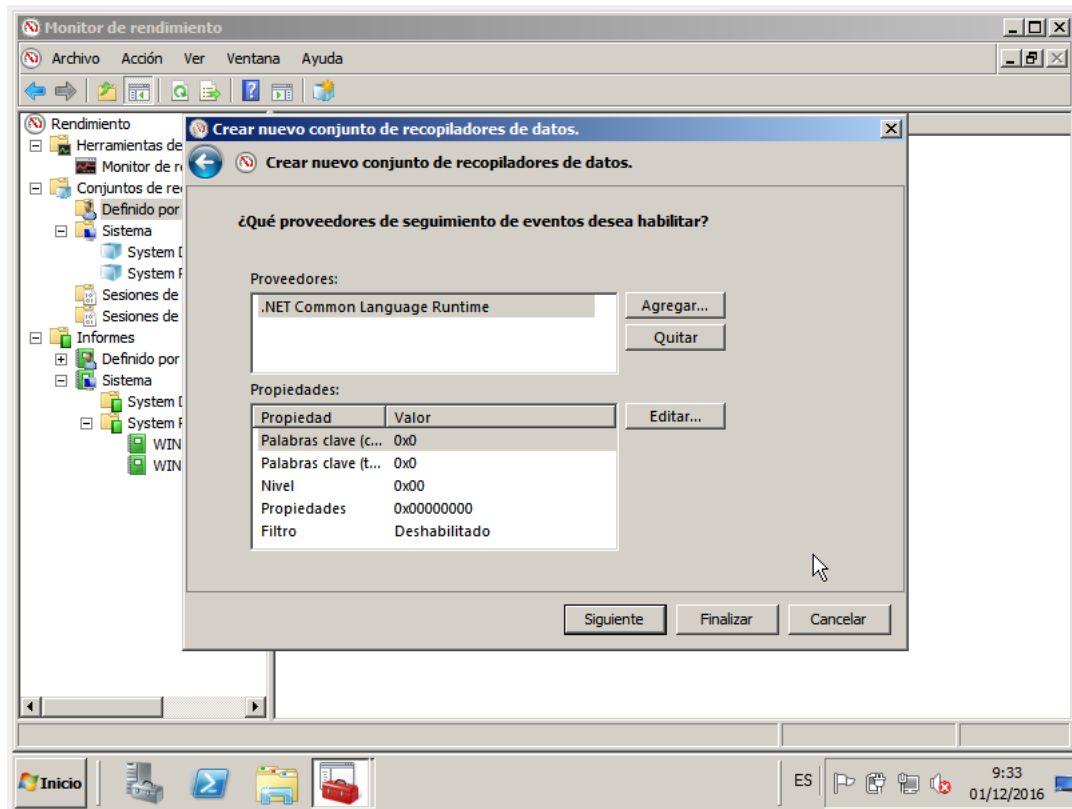 Monitor de rendimiento
Archivo Acción Ver Ventana Ayuda
Rendimiento
Herramientas de
Monitor de r
Conjuntos de re
Definido por
Sistema
System
System
Sesiones de
Sesiones de
Informes
Definido por
Sistema
System
System
WIN
WIN
Crear nuevo conjunto de recopiladores de datos.
Crear nuevo conjunto de recopiladores de datos.
¿Qué proveedores de seguimiento de eventos desea habilitar?
Proveedores:
.NET Common Language Runtime
Agregar...
Quitar
Propiedades:
Propiedad Valor
Editar...
Palabras clave (c... 0x0
Palabras clave (t... 0x0
Nivel 0x00
Propiedades 0x00000000
Filtro Deshabilitado
Siguiente Finalizar Cancelar
Inicio
ES
9:33
01/12/2016